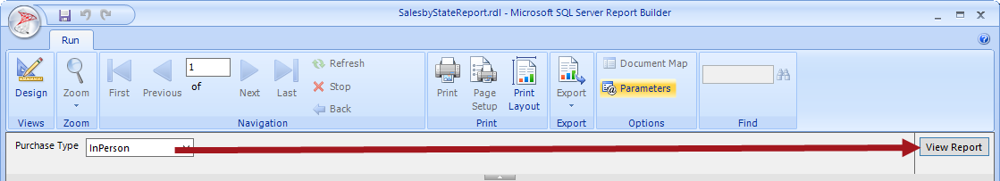 SalesbyStateReport.rdl - Microsoft SQL Server Report Builder
Run
Design
Zoom
First
Previous
1
of
Next
Last
Refresh
Stop
Back
Print
Page
Setup
Print
Layout
Export
Document Map
Parameters
Views
Zoom
Navigation
Print
Export
Options
Find
Purchase Type
InPerson
View Report